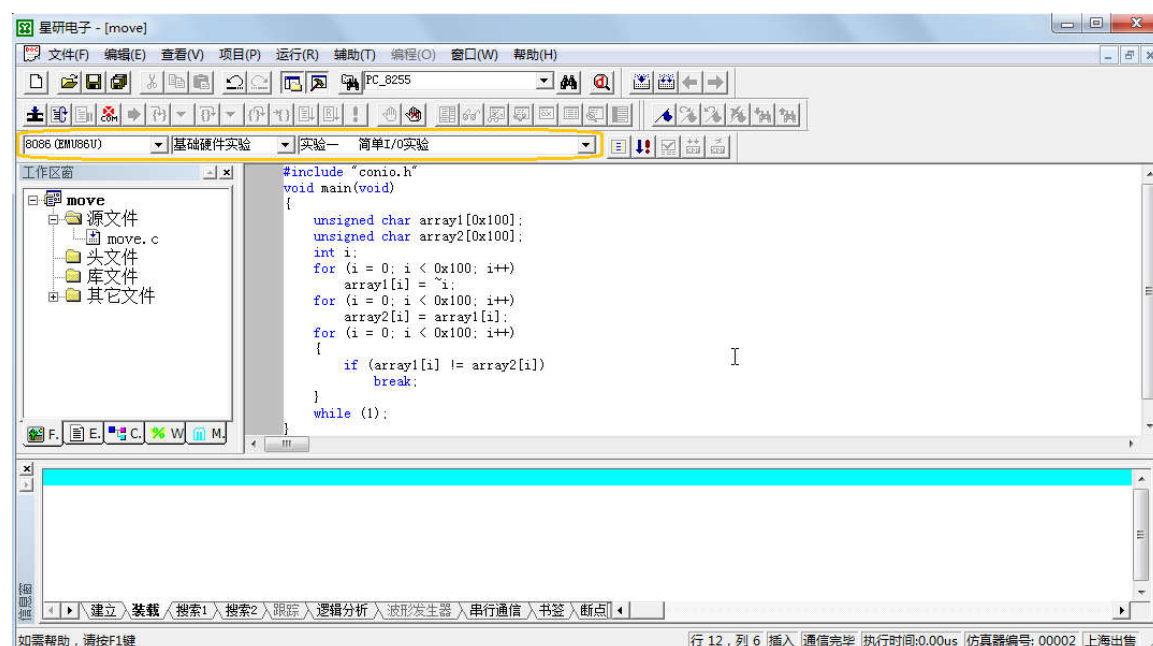 星研电子 - [move]
文件(F) 编辑(E) 查看(V) 项目(P) 运行(R) 辅助(T) 编程(O) 窗口(W) 帮助(H)
PC_8255
8086 (EMU86U) 基础硬件实验 实验一 简单I/O实验
工作区窗
move
源文件
move.c
头文件
库文件
其它文件
F. E. C. W M.
#include "conio.h"
void main(void)
{
unsigned char array1[0x100];
unsigned char array2[0x100];
int i;
for (i = 0; i < 0x100; i++)
array1[i] = ~i;
for (i = 0; i < 0x100; i++)
array2[i] = array1[i];
for (i = 0; i < 0x100; i++)
{
if (array1[i] != array2[i])
break;
}
while (1);
}
信息窗
建立 装载 搜索1 搜索2 跟踪 逻辑分析 波形发生器 串行通信 书签 断点
如需帮助，请按F1键
行 12，列 6 插入 通信完毕 执行时间:0.00us 仿真器编号: 00002 上海出售